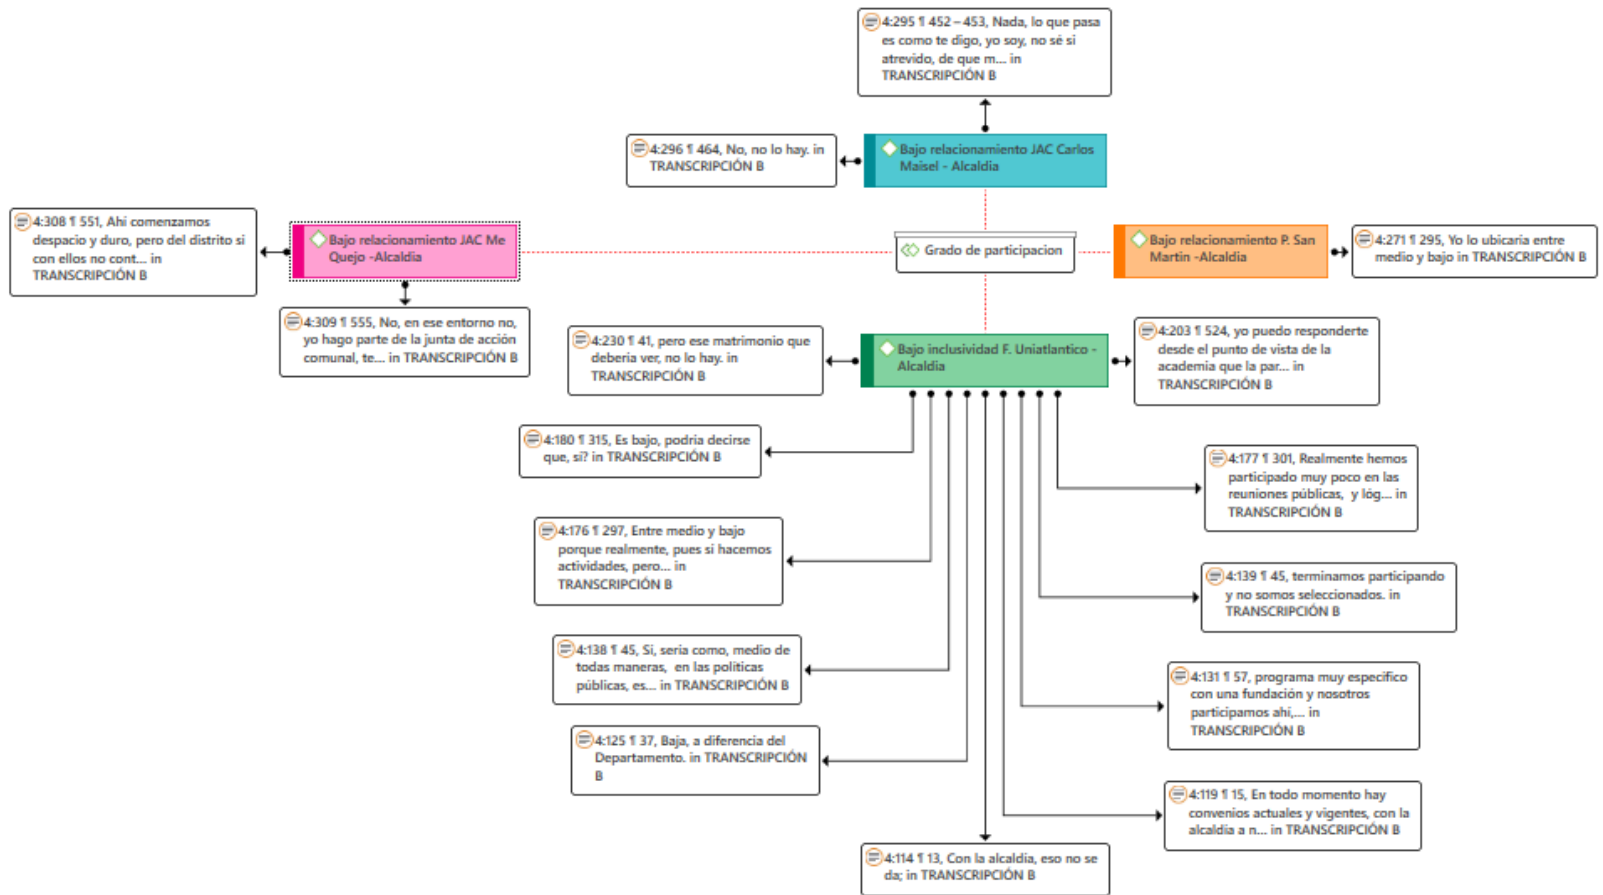 4:295 ¶ 452 – 453, Nada, lo que pasa
es como te digo, yo soy, no sé si
atrevido, de que m... in
TRANSCRIPCIÓN B
4:296 ¶ 464, No, no lo hay. in
TRANSCRIPCIÓN B
Bajo relacionamiento JAC Carlos
Maisel - Alcaldia
4:308 ¶ 551, Ahi comenzamos
despacio y duro, pero del distrito si
con ellos no cont... in
TRANSCRIPCIÓN B
Bajo relacionamiento JAC Me
Quejo -Alcaldia
Grado de participacion
Bajo relacionamiento P. San
Martin -Alcaldia
4:271 ¶ 295, Yo lo ubicaría entre
medio y bajo in TRANSCRIPCIÓN B
4:309 ¶ 555, No, en ese entorno no,
yo hago parte de la junta de acción
comunal, te... in TRANSCRIPCIÓN B
4:230 ¶ 41, pero ese matrimonio que
debería ver, no lo hay. in
TRANSCRIPCIÓN B
Bajo inclusividad F. Uniatlantico -
Alcaldia
4:203 ¶ 524, yo puedo responderte
desde el punto de vista de la
academia que la par... in
TRANSCRIPCIÓN B
4:180 ¶ 315, Es bajo, podría decirse
que, sí? in TRANSCRIPCIÓN B
4:177 ¶ 301, Realmente hemos
participado muy poco en las
reuniones públicas, y lóg... in
TRANSCRIPCIÓN B
4:176 ¶ 297, Entre medio y bajo
porque realmente, pues si hacemos
actividades, pero... in
TRANSCRIPCIÓN B
4:139 ¶ 45, terminamos participando
y no somos seleccionados. in
TRANSCRIPCIÓN B
4:138 ¶ 45, Si, sería como, medio de
todas maneras, en las políticas
públicas, es... in TRANSCRIPCIÓN B
4:131 ¶ 57, programa muy especifico
con una fundación y nosotros
participamos ahí,... in
TRANSCRIPCIÓN B
4:125 ¶ 37, Baja, a diferencia del
Departamento. in TRANSCRIPCIÓN
B
4:119 ¶ 15, En todo momento hay
convenios actuales y vigentes, con la
alcaldía a n... in TRANSCRIPCIÓN B
4:114 ¶ 13, Con la alcaldía, eso no se
da; in TRANSCRIPCIÓN B